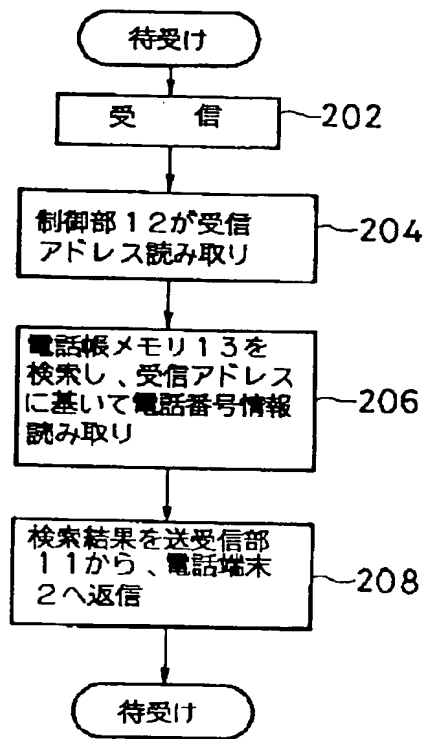 待受け
受　信
202
制御部１２が受信
アドレス読み取り
204
電話帳メモリ１３を
検索し、受信アドレス
に基いて電話番号情報
読み取り
206
検索結果を送受信部
１１から、電話端末
２へ返信
208
待受け